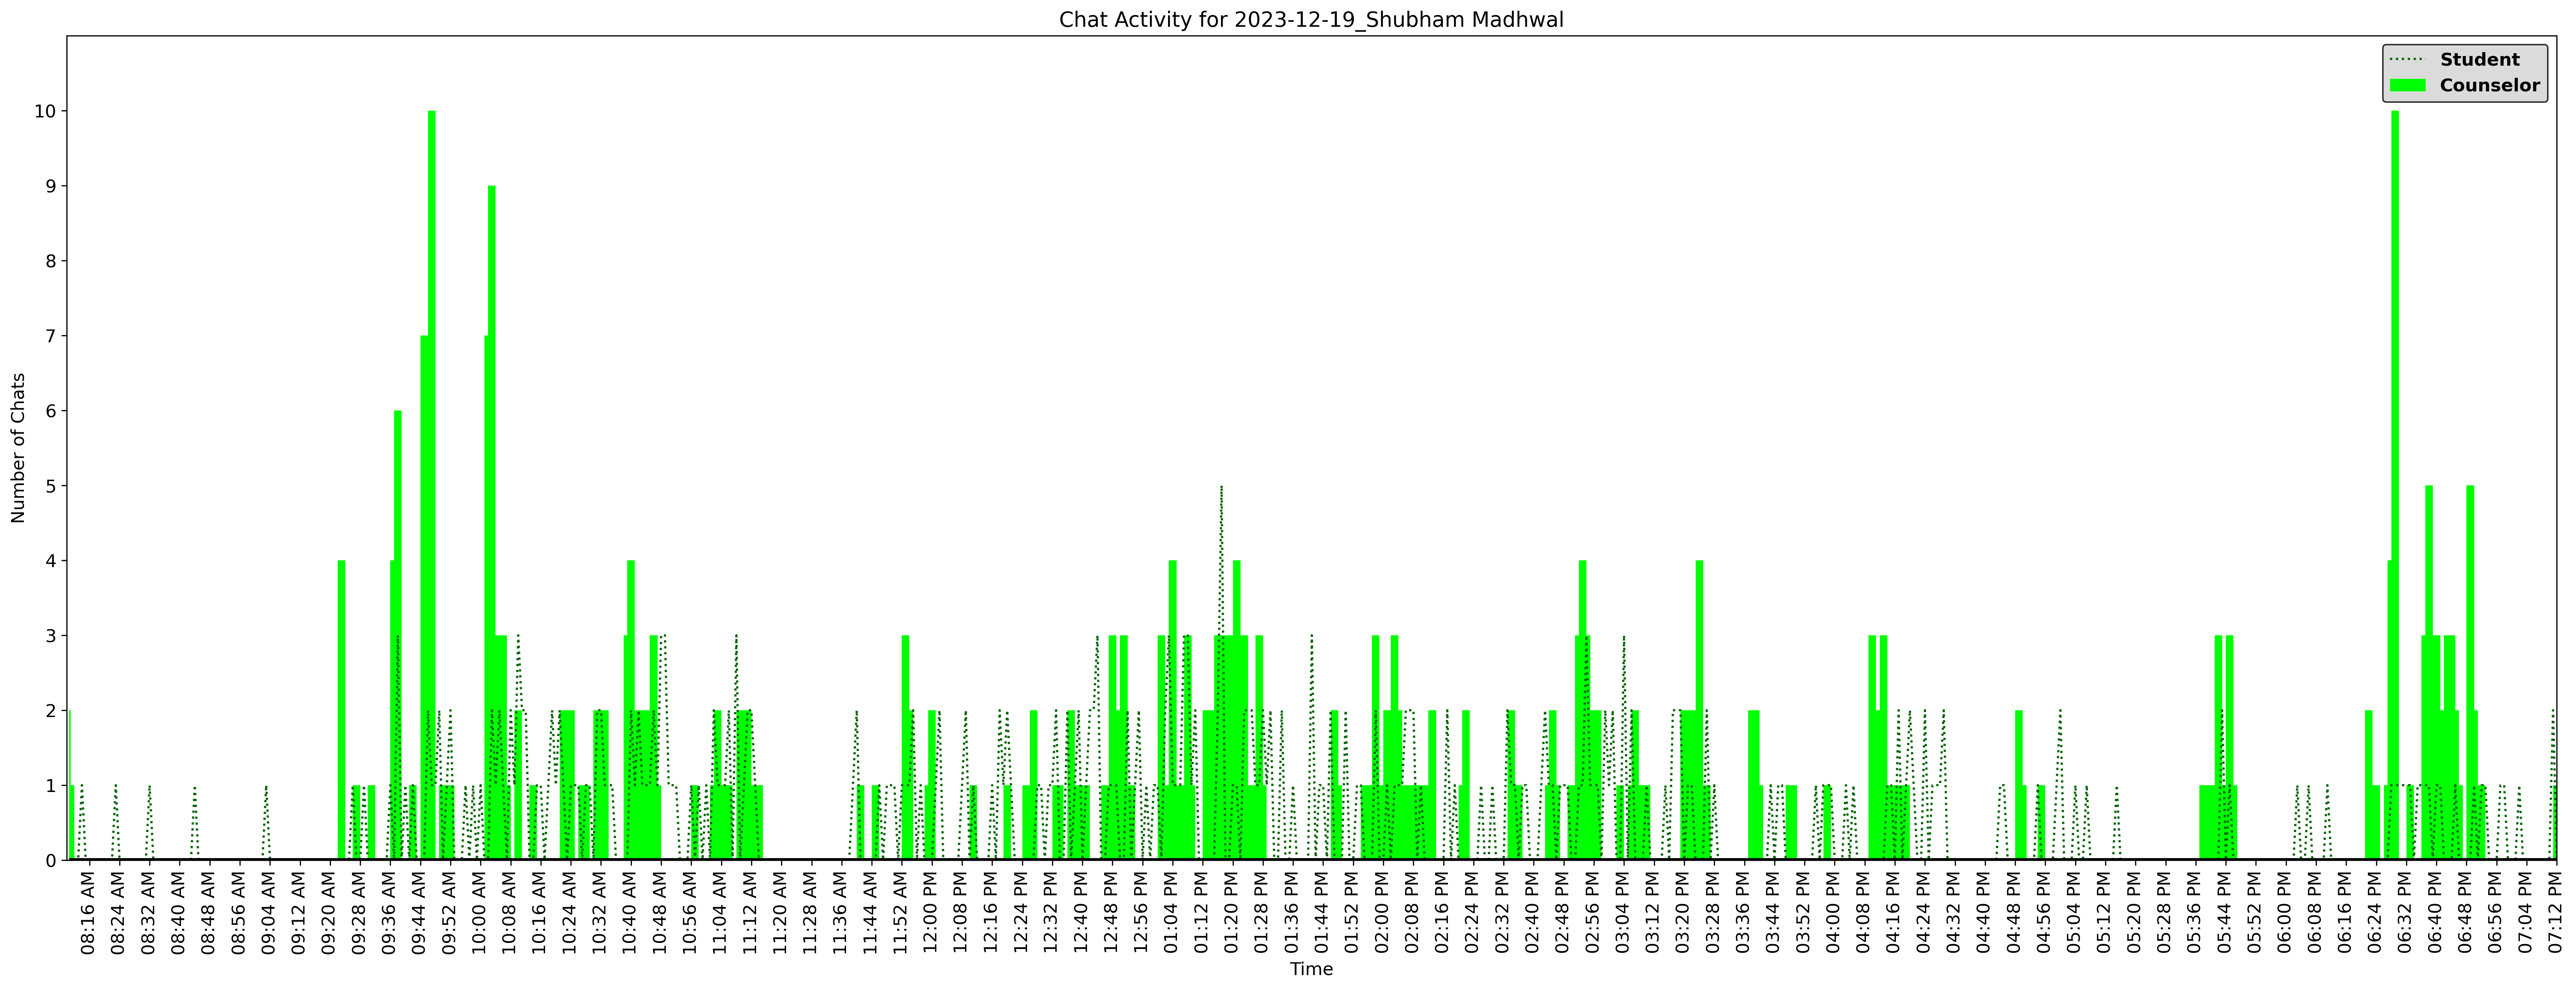 Chat Activity for 2023-12-19_Shubham Madhwal
Student
Counselor
Number of Chats
10
9
8
7
6
5
4
3
2
1
0
08:16 AM
08:24 AM
08:32 AM
08:40 AM
08:48 AM
08:56 AM
09:04 AM
09:12 AM
09:20 AM
09:28 AM
09:36 AM
09:44 AM
09:52 AM
10:00 AM
10:08 AM
10:16 AM
10:24 AM
10:32 AM
10:40 AM
10:48 AM
10:56 AM
11:04 AM
11:12 AM
11:20 AM
11:28 AM
11:36 AM
11:44 AM
11:52 AM
12:00 PM
12:08 PM
12:16 PM
12:24 PM
12:32 PM
12:40 PM
12:48 PM
12:56 PM
01:04 PM
01:12 PM
01:20 PM
01:28 PM
01:36 PM
01:44 PM
01:52 PM
02:00 PM
02:08 PM
02:16 PM
02:24 PM
02:32 PM
02:40 PM
02:48 PM
02:56 PM
03:04 PM
03:12 PM
03:20 PM
03:28 PM
03:36 PM
03:44 PM
03:52 PM
04:00 PM
04:08 PM
04:16 PM
04:24 PM
04:32 PM
04:40 PM
04:48 PM
04:56 PM
05:04 PM
05:12 PM
05:20 PM
05:28 PM
05:36 PM
05:44 PM
05:52 PM
06:00 PM
06:08 PM
06:16 PM
06:24 PM
06:32 PM
06:40 PM
06:48 PM
06:56 PM
07:04 PM
07:12 PM
Time